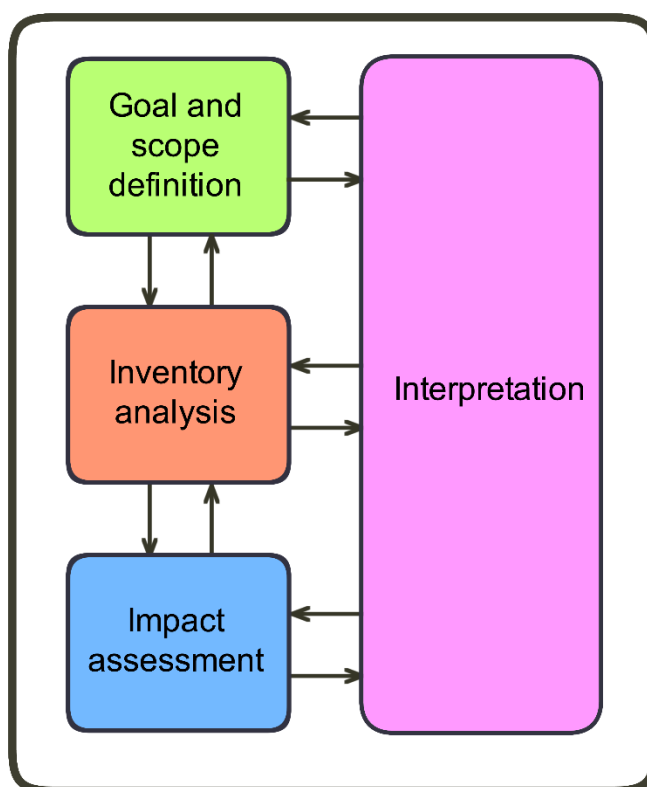 Goal and
scope
definition
Inventory
analysis
Impact
assessment
Interpretation